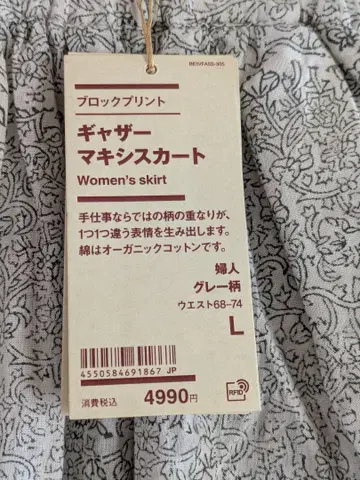 ブロックプリント
ギャザー
マキシスカート
Women's skirt
手仕事ならではの柄の重なりが、
1つ1つ違う表情を生み出します。
綿はオーガニックコットンです。
婦人
グレー柄
ウエスト68-74
L
4550584691867 JP
消費税込 4990円
RFID